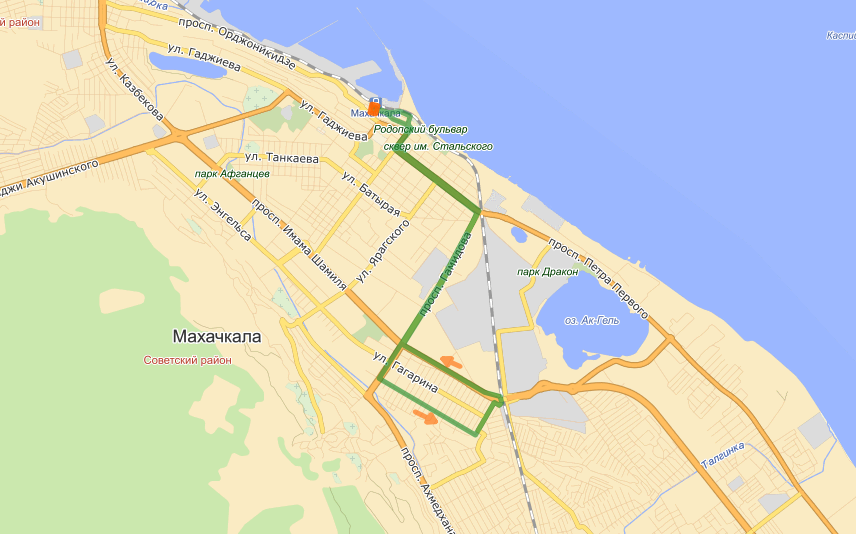 просп. Орджоникидзе
й район
ул. Гаджиева
Каспи
ул. Казбекова
ул. Гаджиева
Махачкала
Родопский бульвар
сквер им. Стальского
ул. Танкаева
джи Акушинского
парк Афганцев
ул. Батырая
ул. Энгельса
просп. Имама Шамиля
ул. Ярагского
просп. Гамидова
просп. Петра Первого
парк Дракон
оз. Ак-Гель
Махачкала
Советский район
ул. Гагарина
просп. Ахмедхана
Талгинка